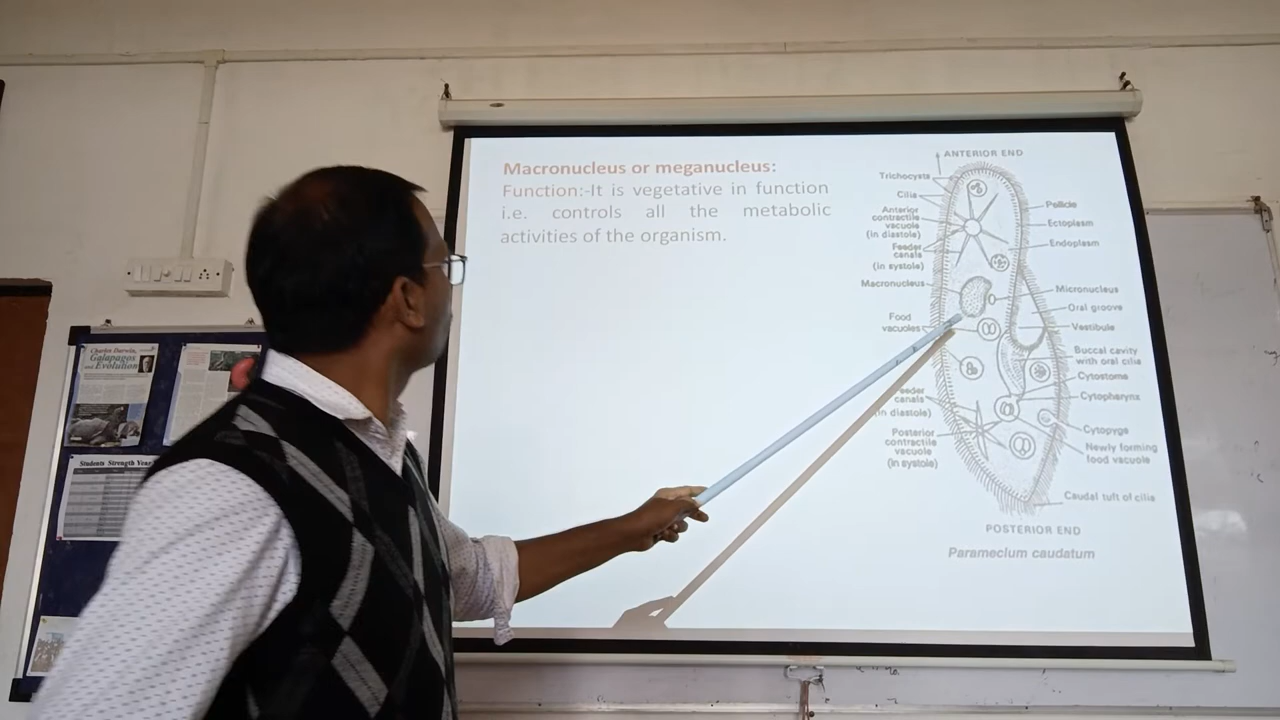 Macronucleus or meganucleus:
Function:-It is vegetative in function
i.e. controls all the metabolic
activities of the organism.
ANTERIOR END
Trichocysts
Cilia
Anterior
contractile
vacuole
(in diastole)
Feeder
canals
(in systole)
Macronucleus
Food
vacuoles
eeder
canals
(in diastole)
Posterior
contractile
vacuole
(in systole)
Pellicle
Ectoplasm
Endoplasm
Micronucleus
Oral groove
Vestibule
Buccal cavity
with oral cilia
Cytostome
Cytopharynx
Cytopyge
Newly forming
food vacuole
Caudal tuft of cilia
POSTERIOR END
Paramecium caudatum
Charles Darwin,
Galapagos
and Evolution
Students Strength Year